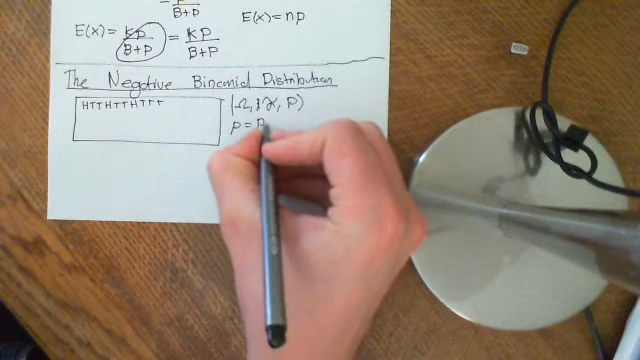 P
B+P
E(x) = np
E(x) = KP/B+P = KP/B+P
The Negative Binomial Distribution
HTTHTTHTTT
(Ω, F, P)
p = P